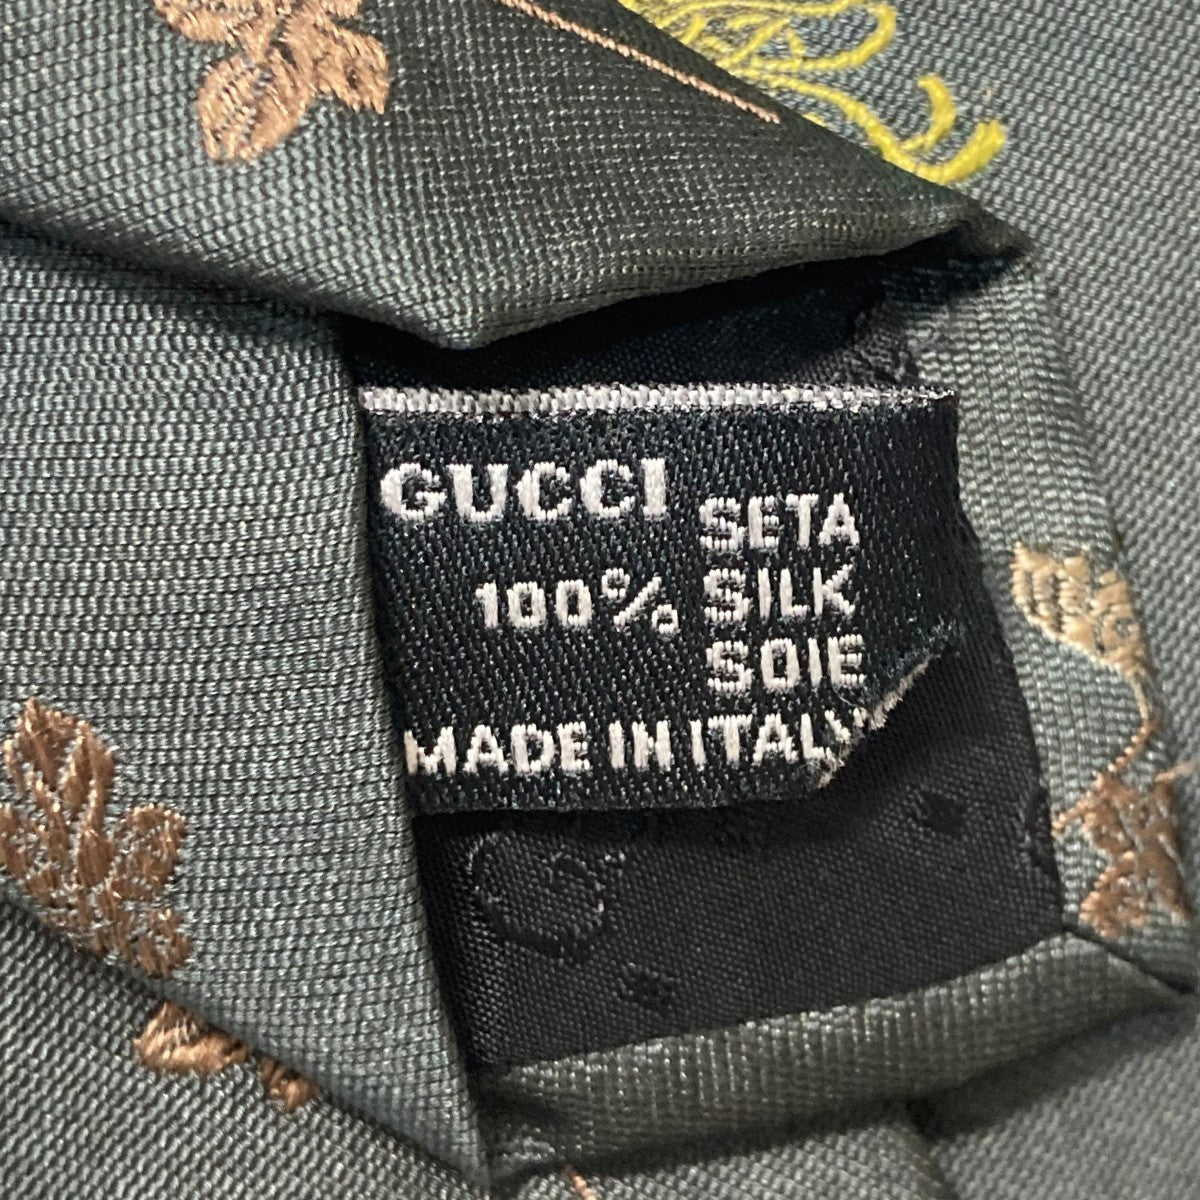 GUCCI
SETA
100% SILK
SOIE
MADE IN ITALY